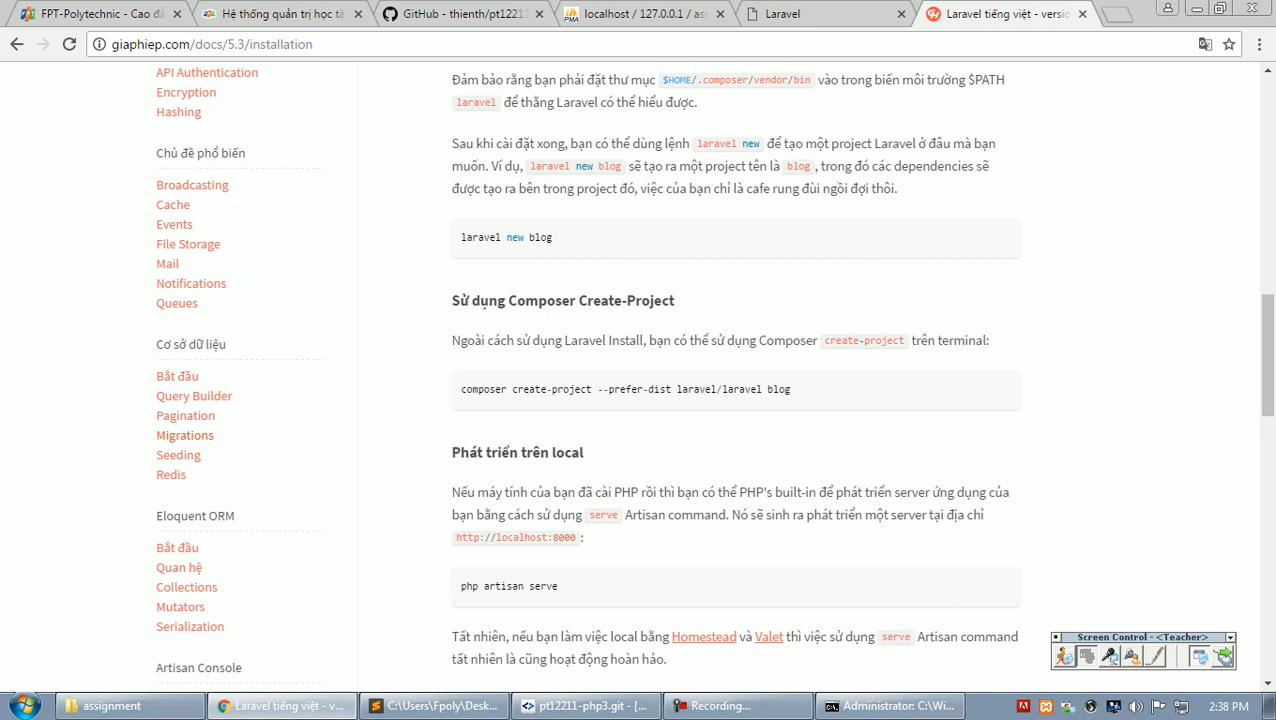 FPT-Polytechnic - Cao đẳ
Hệ thống quản trị học tậ
GitHub - thienth/pt12211
localhost / 127.0.0.1 / as
Laravel
Laravel tiếng việt - versio
giaphiep.com/docs/5.3/installation
API Authentication
Encryption
Hashing
Chủ đề phổ biến
Broadcasting
Cache
Events
File Storage
Mail
Notifications
Queues
Cơ sở dữ liệu
Bắt đầu
Query Builder
Pagination
Migrations
Seeding
Redis
Eloquent ORM
Bắt đầu
Quan hệ
Collections
Mutators
Serialization
Artisan Console
Đảm bảo rằng bạn phải đặt thư mục $HOME/.composer/vendor/bin vào trong biến môi trường $PATH
laravel để thằng Laravel có thể hiểu được.
Sau khi cài đặt xong, bạn có thể dùng lệnh laravel new để tạo một project Laravel ở đâu mà bạn
muốn. Ví dụ, laravel new blog sẽ tạo ra một project tên là blog, trong đó các dependencies sẽ
được tạo ra bên trong project đó, việc của bạn chỉ là cafe rung đùi ngồi đợi thôi.
laravel new blog
Sử dụng Composer Create-Project
Ngoài cách sử dụng Laravel Install, bạn có thể sử dụng Composer create-project trên terminal:
composer create-project --prefer-dist laravel/laravel blog
Phát triển trên local
Nếu máy tính của bạn đã cài PHP rồi thì bạn có thể PHP's built-in để phát triển server ứng dụng của
bạn bằng cách sử dụng serve Artisan command. Nó sẽ sinh ra phát triển một server tại địa chỉ
http://localhost:8000 :
php artisan serve
Tất nhiên, nếu bạn làm việc local bằng Homestead và Valet thì việc sử dụng serve Artisan command
tất nhiên là cũng hoạt động hoàn hảo.
Screen Control - <Teacher>
assignment
Laravel tiếng việt - v...
C:\Users\Fpoly\Desk...
pt12211-php3.git - [...
Recording...
Administrator: C:\Wi...
2:38 PM